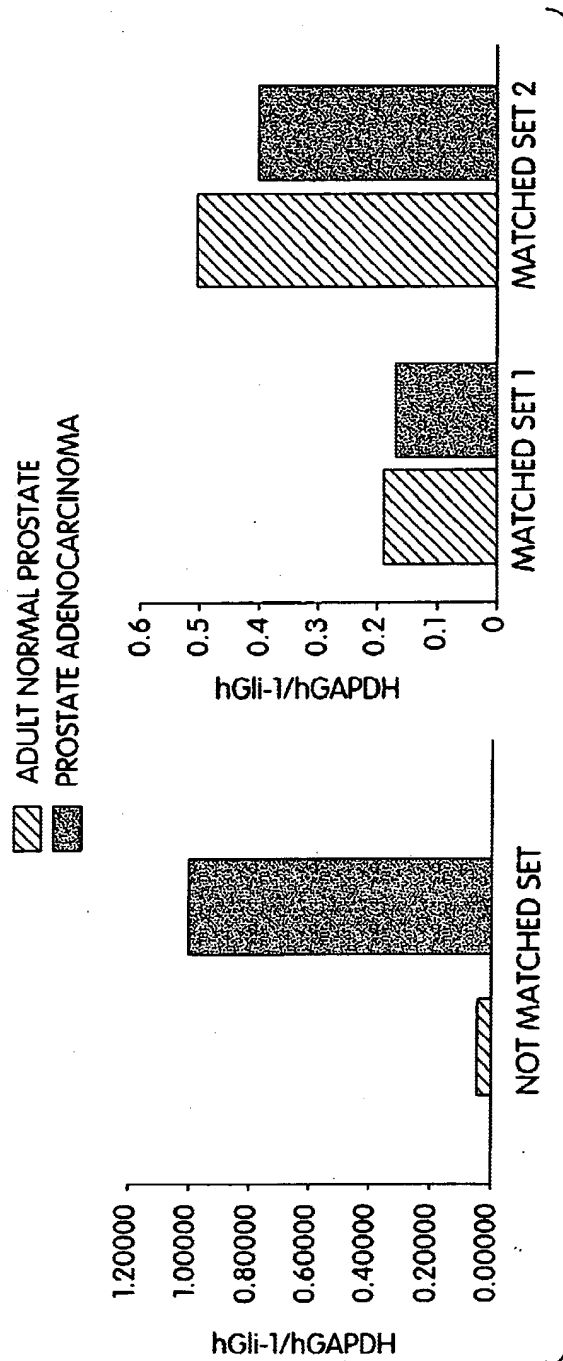 ADULT NORMAL PROSTATE
PROSTATE ADENOCARCINOMA
hGli-1/hGAPDH
1.20000
1.00000
0.80000
0.60000
0.40000
0.20000
0.00000
NOT MATCHED SET
hGli-1/hGAPDH
0.6
0.5
0.4
0.3
0.2
0.1
0
MATCHED SET 1
MATCHED SET 2